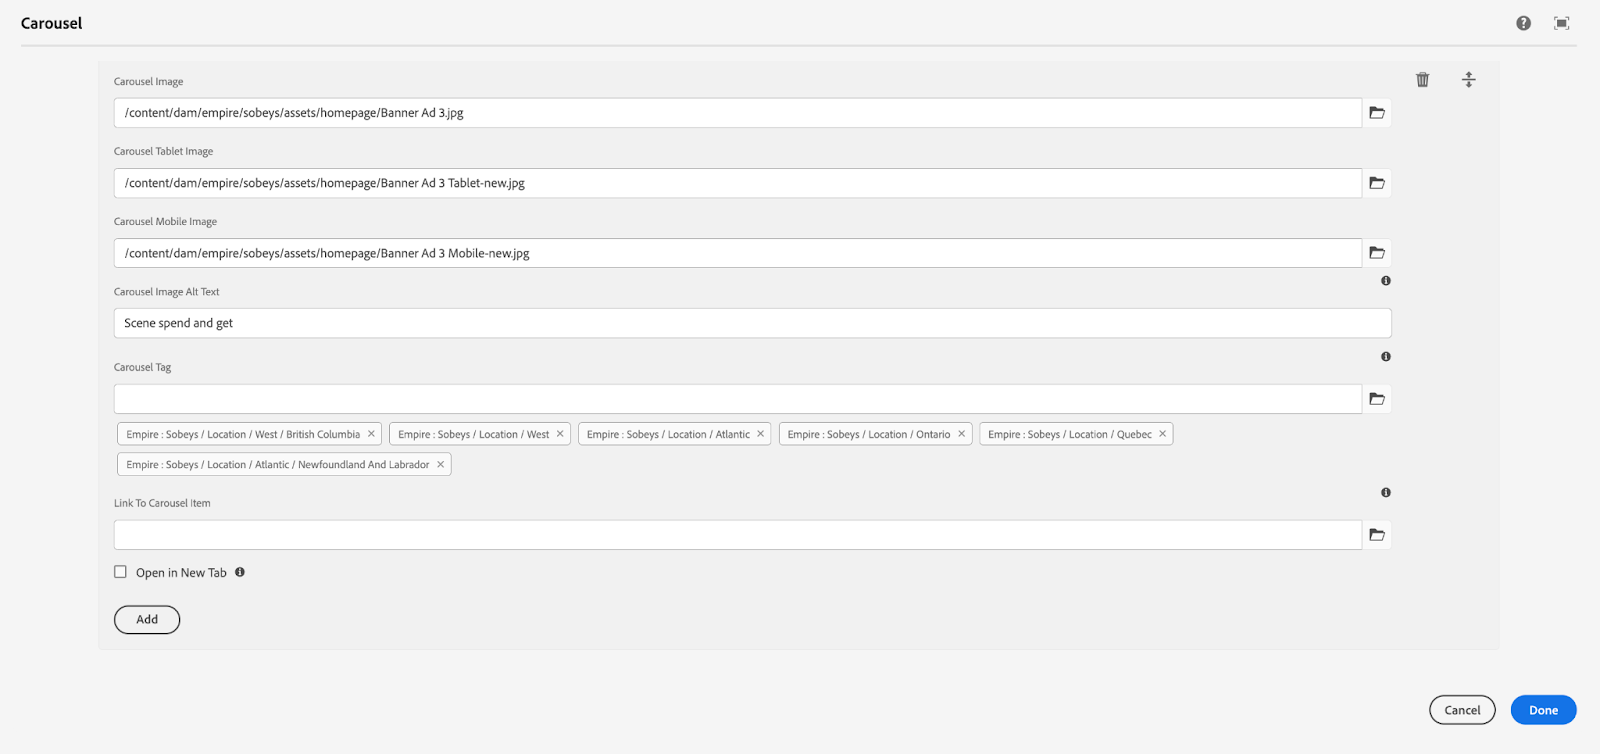 Carousel
Carousel Image
/content/dam/empire/sobeys/assets/homepage/Banner Ad 3.jpg
Carousel Tablet Image
/content/dam/empire/sobeys/assets/homepage/Banner Ad 3 Tablet-new.jpg
Carousel Mobile Image
/content/dam/empire/sobeys/assets/homepage/Banner Ad 3 Mobile-new.jpg
Carousel Image Alt Text
Scene spend and get
Carousel Tag
Empire : Sobeys / Location / West / British Columbia Empire : Sobeys / Location / West Empire : Sobeys / Location / Atlantic Empire : Sobeys / Location / Ontario Empire : Sobeys / Location / Quebec
Empire : Sobeys / Location / Atlantic / Newfoundland And Labrador
Link To Carousel Item
Open in New Tab
Add
Cancel Done